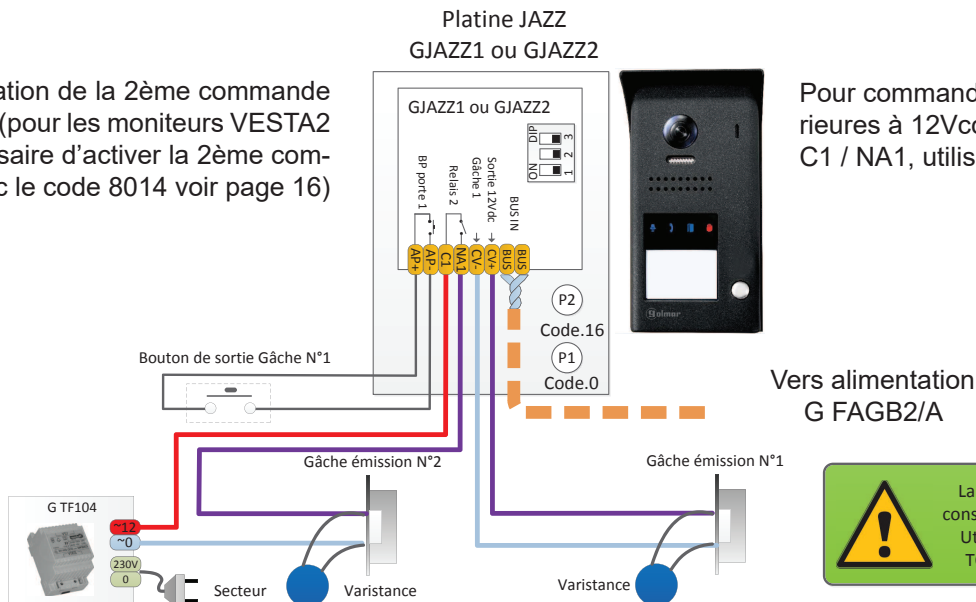 Platine JAZZ
GJAZZ1 ou GJAZZ2
ation de la 2ème commande
(pour les moniteurs VESTA2
saire d'activer la 2ème com-
c le code 8014 voir page 16)
GJAZZ1 ou GJAZZ2
DIP
ON
1 2 3
BP porte 1
Relais 2
Gâche 1
Sortie 12Vdc
BUS IN
AP+
AP-
C1
NA1
CV-
CV+
BUS
BUS
P2
Code.16
P1
Code.0
Golmar
Pour command
rieures à 12Vcc
C1 / NA1, utilis
Bouton de sortie Gâche N°1
Vers alimentation
G FAGB2/A
Gâche émission N°2
Gâche émission N°1
G TF104
~12
~0
230V
0
Secteur
Varistance
Varistance
La
cons
Ut
T